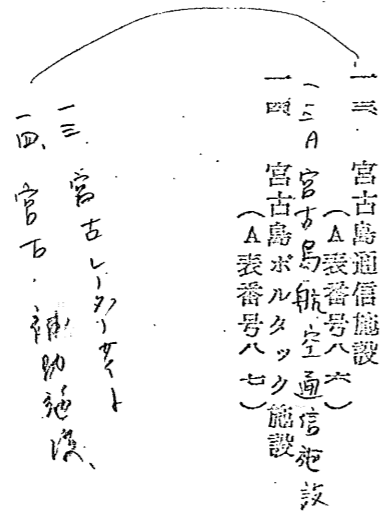 一三 宮古島通信施設
(A表番号八六)
一三A 宮古島航空通信施設
一四 宮古島ボルタック施設
(A表番号八七)
一三、宮古レーダーサイト
一四、宮古・補助施設、